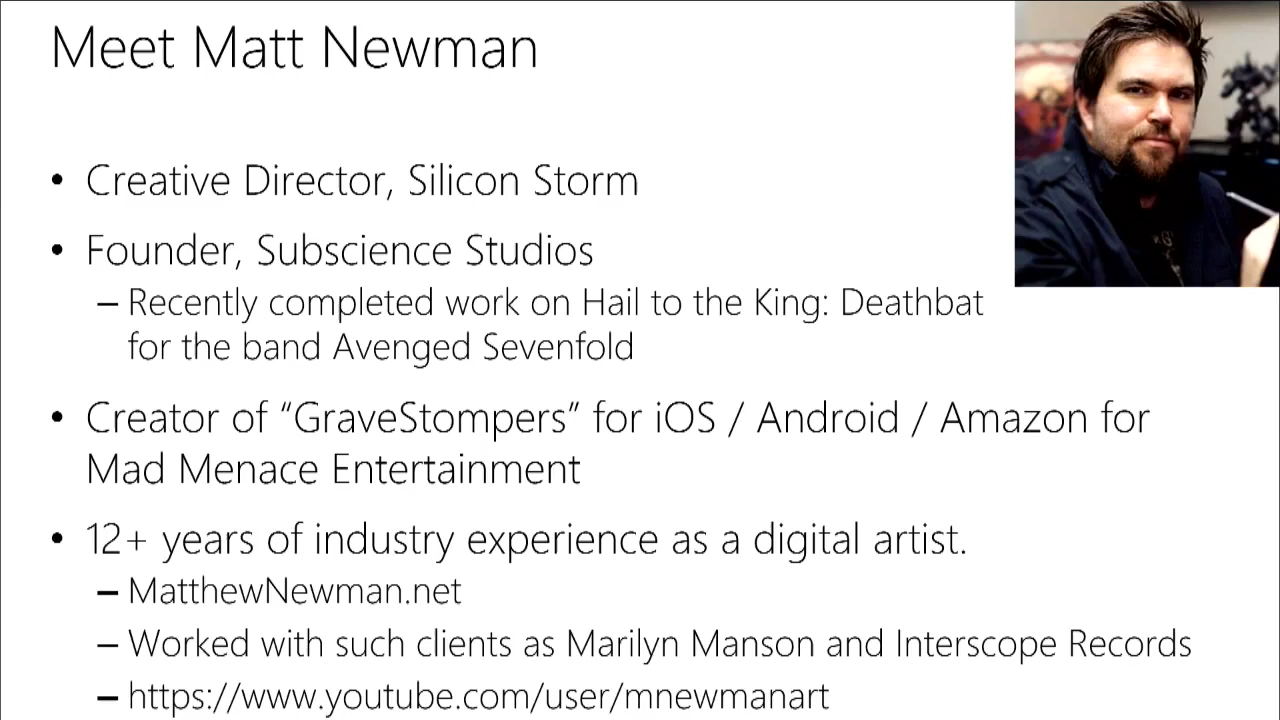 Meet Matt Newman
• Creative Director, Silicon Storm
• Founder, Subscience Studios
– Recently completed work on Hail to the King: Deathbat
for the band Avenged Sevenfold
• Creator of “GraveStompers” for iOS / Android / Amazon for
Mad Menace Entertainment
• 12+ years of industry experience as a digital artist.
– MatthewNewman.net
– Worked with such clients as Marilyn Manson and Interscope Records
– https://www.youtube.com/user/mnewmanart